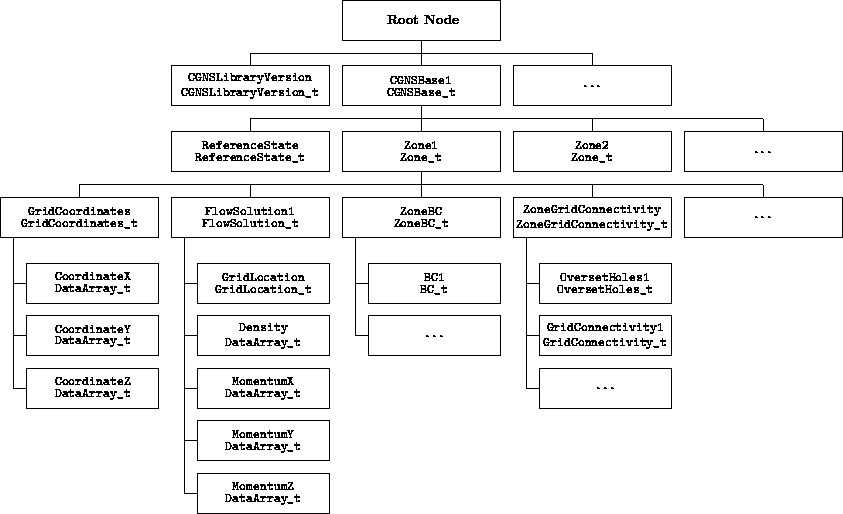 Root Node
CGNSLibraryVersion
CGNSLibraryVersion_t
CGNSBase1
CGNSBase_t
...
ReferenceState
ReferenceState_t
Zone1
Zone_t
Zone2
Zone_t
...
GridCoordinates
GridCoordinates_t
FlowSolution1
FlowSolution_t
ZoneBC
ZoneBC_t
ZoneGridConnectivity
ZoneGridConnectivity_t
...
CoordinateX
DataArray_t
GridLocation
GridLocation_t
BC1
BC_t
OversetHoles1
OversetHoles_t
CoordinateY
DataArray_t
Density
DataArray_t
...
GridConnectivity1
GridConnectivity_t
CoordinateZ
DataArray_t
MomentumX
DataArray_t
...
MomentumY
DataArray_t
MomentumZ
DataArray_t